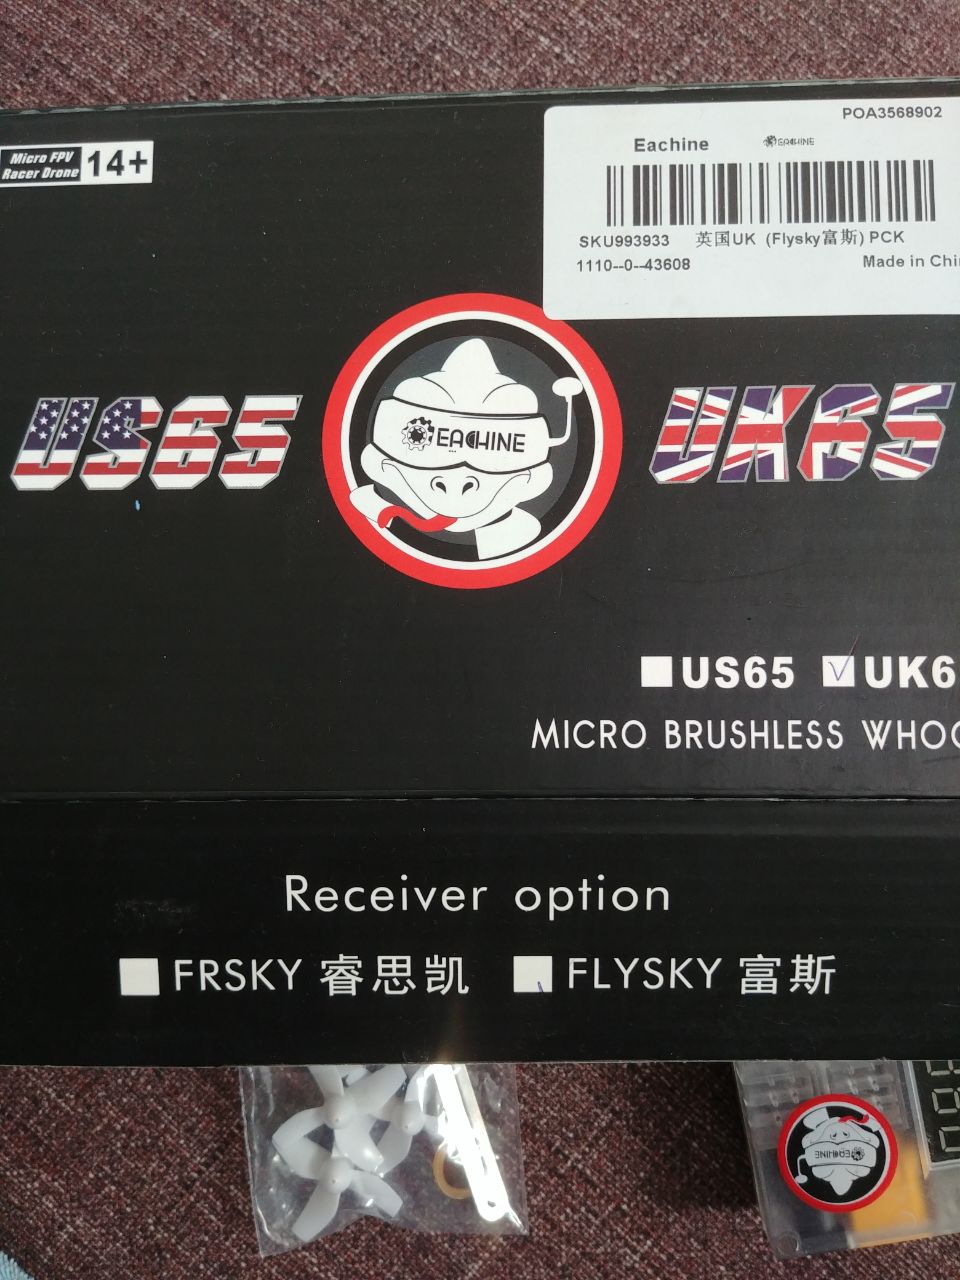 POA3568902
Micro FPV
Racer Drone
14+
Eachine
EACHINE
SKU993933 英国UK (Flysky富斯) PCK
1110--0--43608
Made in Chin
US65
EACHINE
UK65
US65 UK6
MICRO BRUSHLESS WHOO
Receiver option
FRSKY 睿思凯 FLYSKY 富斯
EACHINE